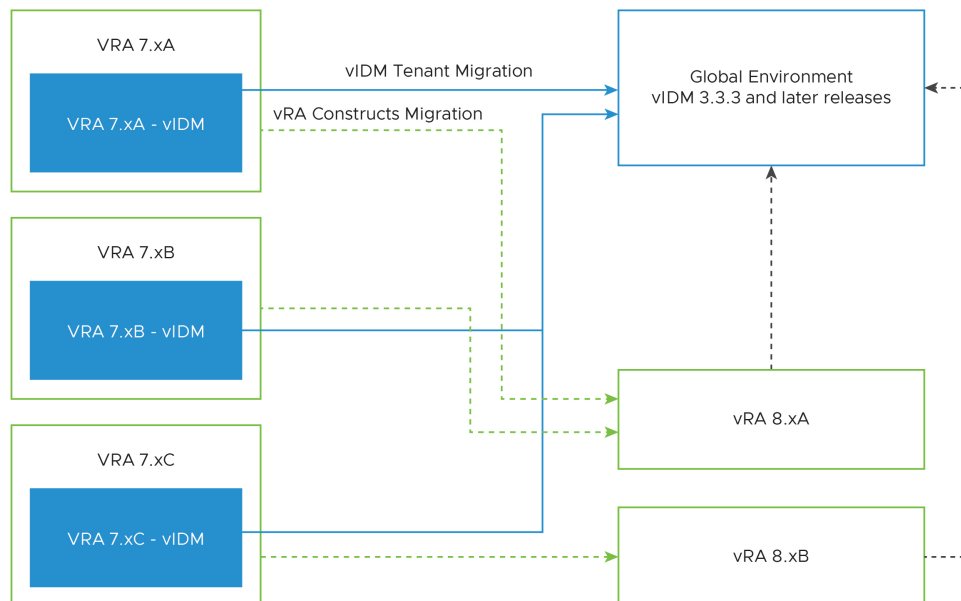 VRA 7.xA
VRA 7.xA - vIDM
vIDM Tenant Migration
vRA Constructs Migration
Global Environment
vIDM 3.3.3 and later releases
VRA 7.xB
VRA 7.xB - vIDM
vRA 8.xA
VRA 7.xC
VRA 7.xC - vIDM
vRA 8.xB